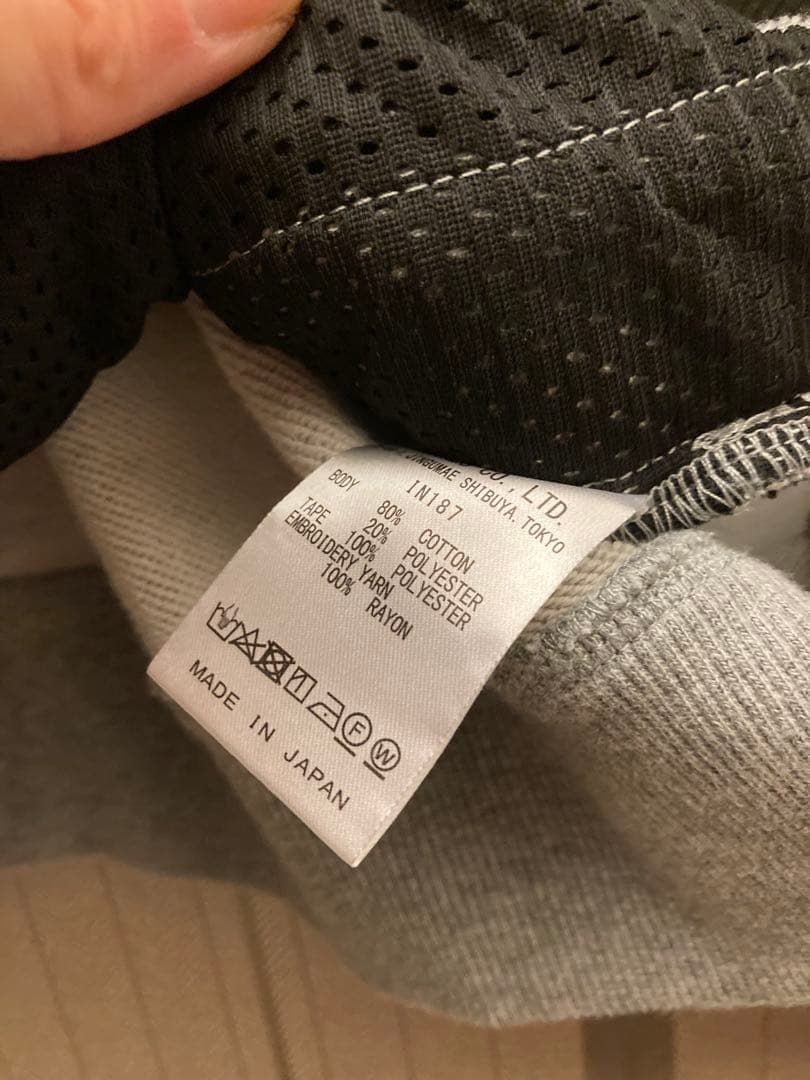 CO., LTD.
JINGUMAE SHIBUYA, TOKYO
IN187
BODY
80% COTTON
20% POLYESTER
TAPE
100% POLYESTER
EMBROIDERY YARN
100% RAYON
F W
MADE IN JAPAN